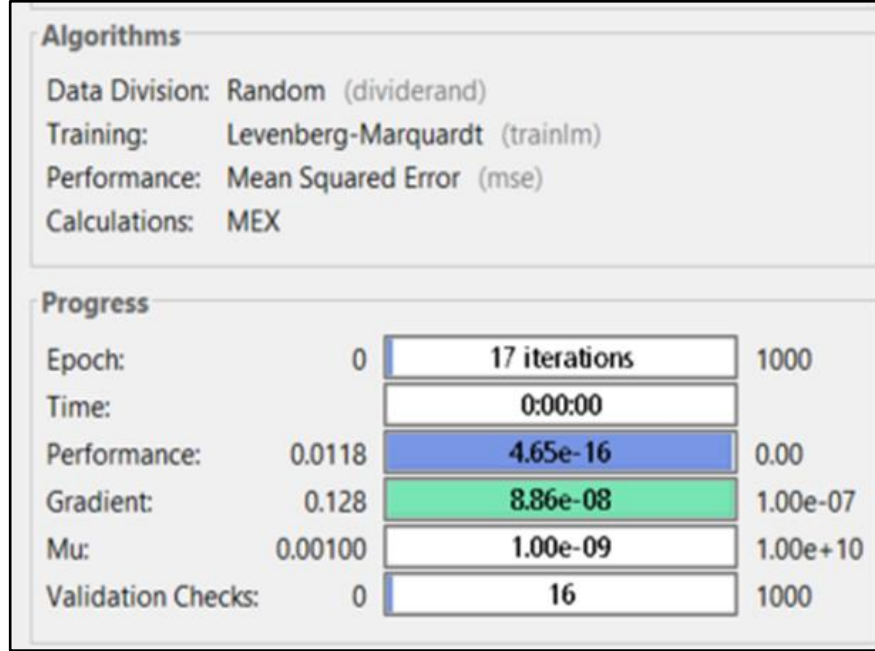 Algorithms
Data Division: Random (dividerand)
Training: Levenberg-Marquardt (trainlm)
Performance: Mean Squared Error (mse)
Calculations: MEX
Progress
Epoch: 0 17 iterations 1000
Time: 0:00:00
Performance: 0.0118 4.65e-16 0.00
Gradient: 0.128 8.86e-08 1.00e-07
Mu: 0.00100 1.00e-09 1.00e+10
Validation Checks: 0 16 1000